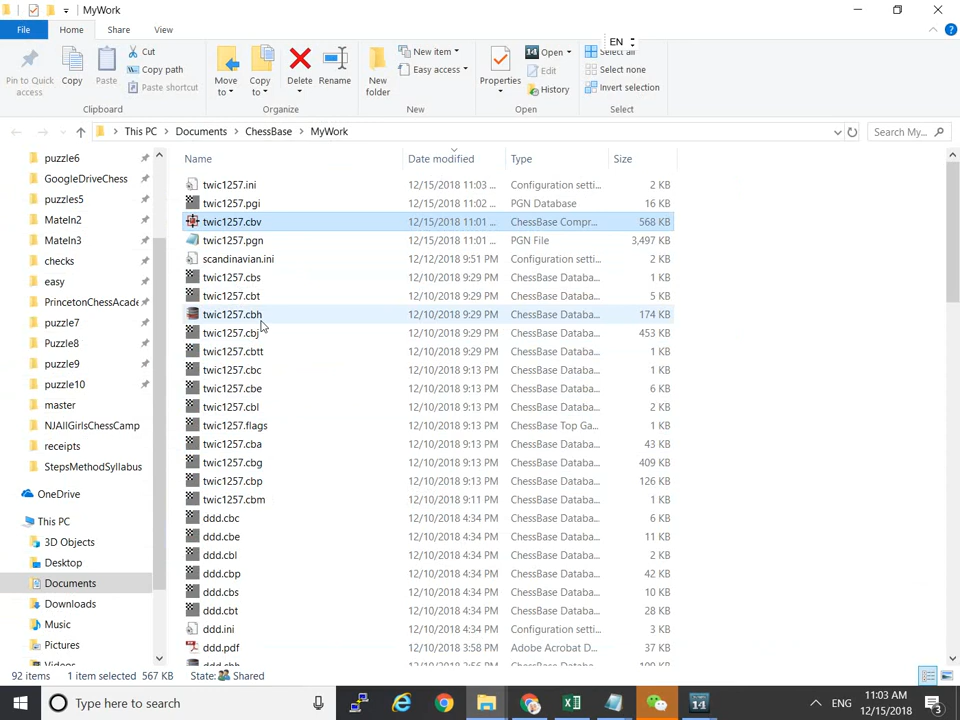 MyWork
File Home Share View
EN
Pin to Quick access
Copy
Paste
Cut
Copy path
Paste shortcut
Clipboard
Move to
Copy to
Delete
Rename
Organize
New folder
New item
Easy access
New
Properties
Open
Edit
History
Open
Select all
Select none
Invert selection
Select
This PC Documents ChessBase MyWork
Search My...
Name Date modified Type Size
puzzle6
GoogleDriveChess
puzzles5
MateIn2
MateIn3
checks
easy
PrincetonChessAcade
puzzle7
Puzzle8
puzzle9
puzzle10
master
NJAllGirlsChessCamp
receipts
StepsMethodSyllabus
OneDrive
This PC
3D Objects
Desktop
Documents
Downloads
Music
Pictures
Videos
twic1257.ini 12/15/2018 11:03 ... Configuration setti... 2 KB
twic1257.pgi 12/15/2018 11:02 ... PGN Database 16 KB
twic1257.cbv 12/15/2018 11:01 ... ChessBase Compr... 568 KB
twic1257.pgn 12/15/2018 11:01 ... PGN File 3,497 KB
scandinavian.ini 12/12/2018 9:51 PM Configuration setti... 2 KB
twic1257.cbs 12/10/2018 9:29 PM ChessBase Databa... 1 KB
twic1257.cbt 12/10/2018 9:29 PM ChessBase Databa... 5 KB
twic1257.cbh 12/10/2018 9:29 PM ChessBase Databa... 174 KB
twic1257.cbj 12/10/2018 9:29 PM ChessBase Databa... 453 KB
twic1257.cbtt 12/10/2018 9:29 PM ChessBase Databa... 1 KB
twic1257.cbc 12/10/2018 9:13 PM ChessBase Databa... 1 KB
twic1257.cbe 12/10/2018 9:13 PM ChessBase Databa... 6 KB
twic1257.cbl 12/10/2018 9:13 PM ChessBase Databa... 2 KB
twic1257.flags 12/10/2018 9:13 PM ChessBase Top Ga... 1 KB
twic1257.cba 12/10/2018 9:13 PM ChessBase Databa... 43 KB
twic1257.cbg 12/10/2018 9:13 PM ChessBase Databa... 409 KB
twic1257.cbp 12/10/2018 9:13 PM ChessBase Databa... 126 KB
twic1257.cbm 12/10/2018 9:11 PM ChessBase Databa... 1 KB
ddd.cbc 12/10/2018 4:34 PM ChessBase Databa... 6 KB
ddd.cbe 12/10/2018 4:34 PM ChessBase Databa... 11 KB
ddd.cbl 12/10/2018 4:34 PM ChessBase Databa... 2 KB
ddd.cbp 12/10/2018 4:34 PM ChessBase Databa... 42 KB
ddd.cbs 12/10/2018 4:34 PM ChessBase Databa... 10 KB
ddd.cbt 12/10/2018 4:34 PM ChessBase Databa... 28 KB
ddd.ini 12/10/2018 4:34 PM Configuration setti... 3 KB
ddd.pdf 12/10/2018 3:58 PM Adobe Acrobat D... 37 KB
92 items 1 item selected 567 KB State: Shared
Type here to search
14
ENG
11:03 AM
12/15/2018
3